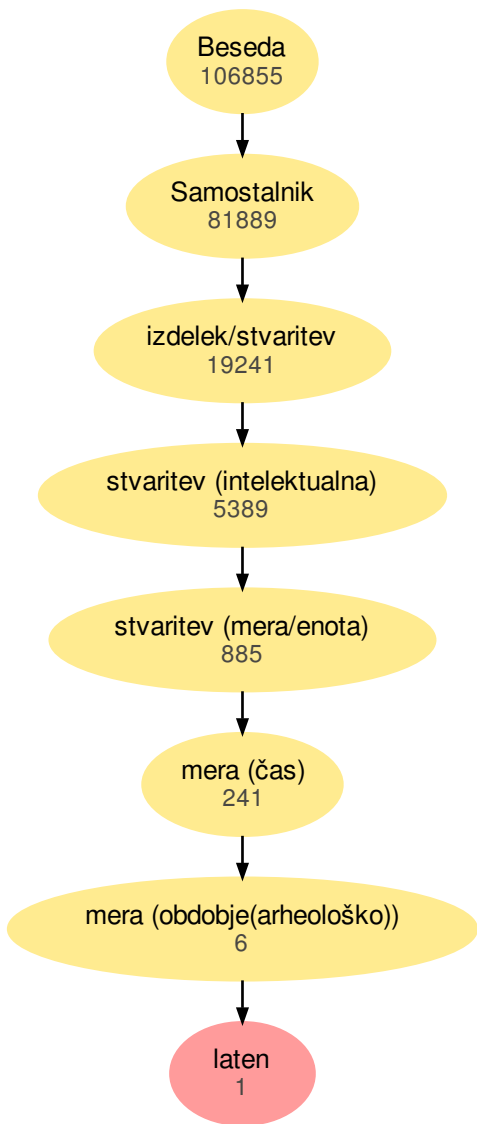 Beseda
106855
Samostalnik
81889
izdelek/stvaritev
19241
stvaritev (intelektualna)
5389
stvaritev (mera/enota)
885
mera (čas)
241
mera (obdobje(arheološko))
6
laten
1